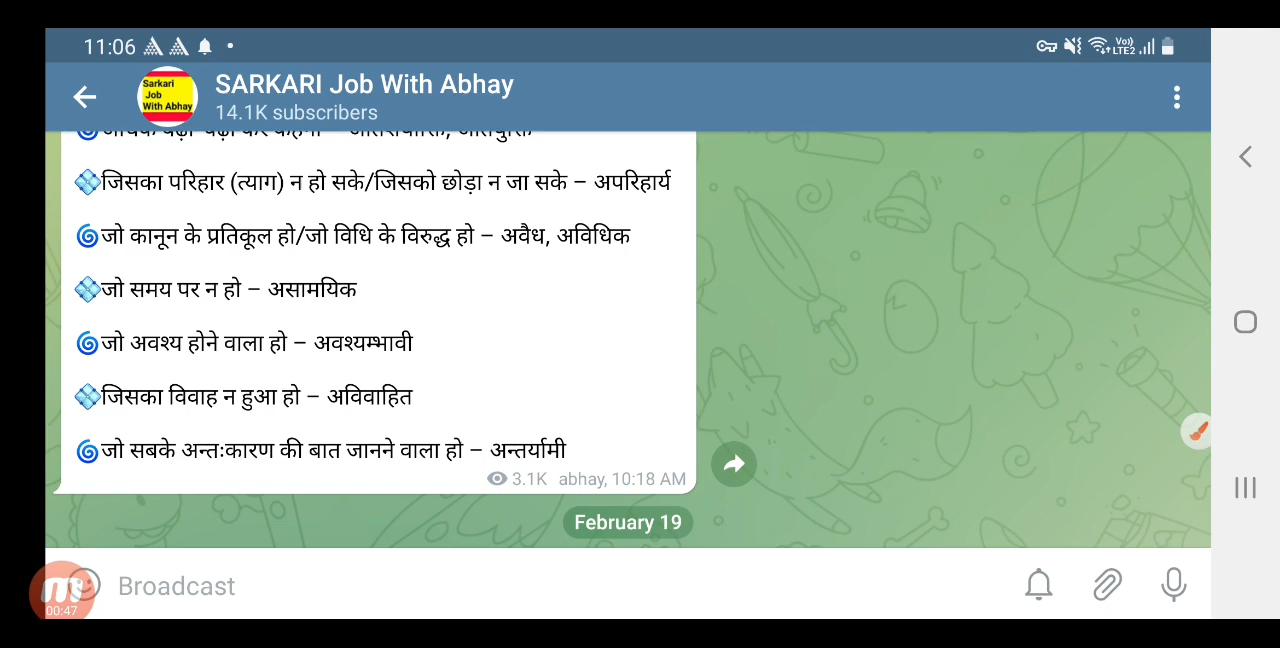 11:06
Vo))
LTE2
Sarkari
Job
With Abhay
SARKARI Job With Abhay
14.1K subscribers
जिसका परिहार (त्याग) न हो सके/जिसको छोड़ा न जा सके – अपरिहार्य
जो कानून के प्रतिकूल हो/जो विधि के विरुद्ध हो – अवैध, अविधिक
जो समय पर न हो – असामयिक
जो अवश्य होने वाला हो – अवश्यम्भावी
जिसका विवाह न हुआ हो – अविवाहित
जो सबके अन्तःकारण की बात जानने वाला हो – अन्तर्यामी
3.1K abhay, 10:18 AM
February 19
Broadcast
00:47